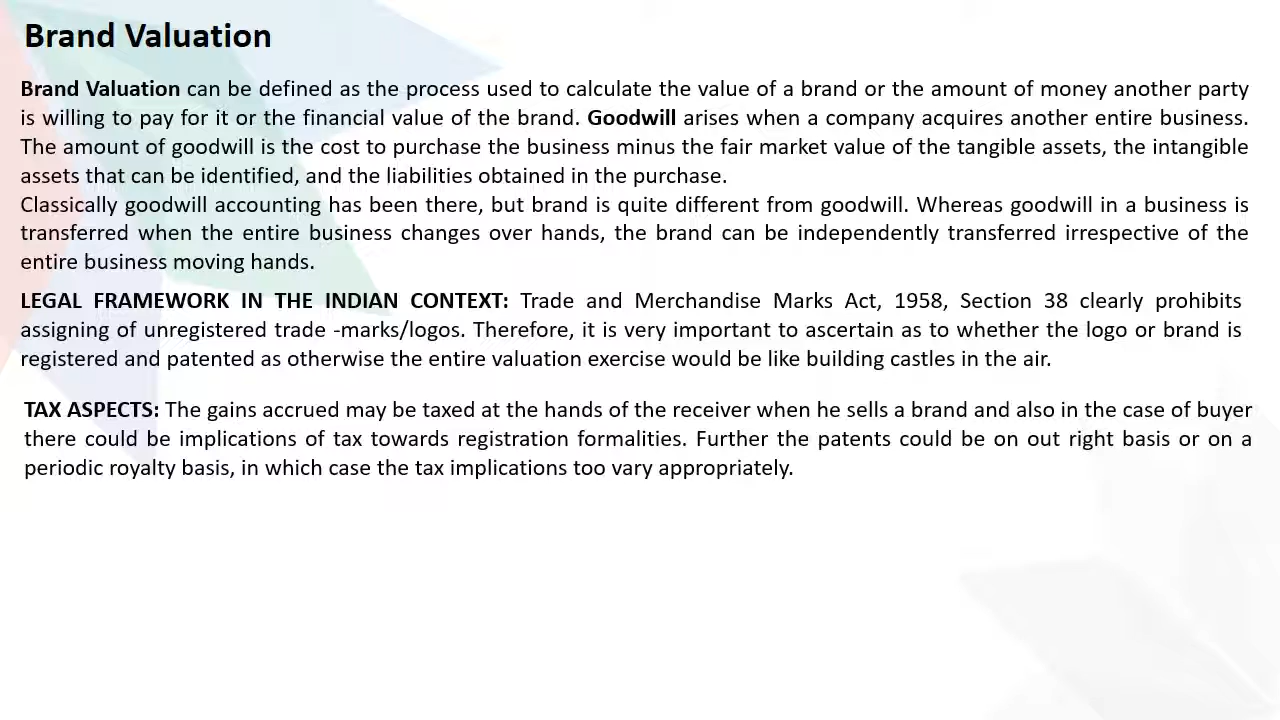 Brand Valuation
Brand Valuation can be defined as the process used to calculate the value of a brand or the amount of money another party
is willing to pay for it or the financial value of the brand. Goodwill arises when a company acquires another entire business.
The amount of goodwill is the cost to purchase the business minus the fair market value of the tangible assets, the intangible
assets that can be identified, and the liabilities obtained in the purchase.
Classically goodwill accounting has been there, but brand is quite different from goodwill. Whereas goodwill in a business is
transferred when the entire business changes over hands, the brand can be independently transferred irrespective of the
entire business moving hands.
LEGAL FRAMEWORK IN THE INDIAN CONTEXT: Trade and Merchandise Marks Act, 1958, Section 38 clearly prohibits
assigning of unregistered trade -marks/logos. Therefore, it is very important to ascertain as to whether the logo or brand is
registered and patented as otherwise the entire valuation exercise would be like building castles in the air.
TAX ASPECTS: The gains accrued may be taxed at the hands of the receiver when he sells a brand and also in the case of buyer
there could be implications of tax towards registration formalities. Further the patents could be on out right basis or on a
periodic royalty basis, in which case the tax implications too vary appropriately.